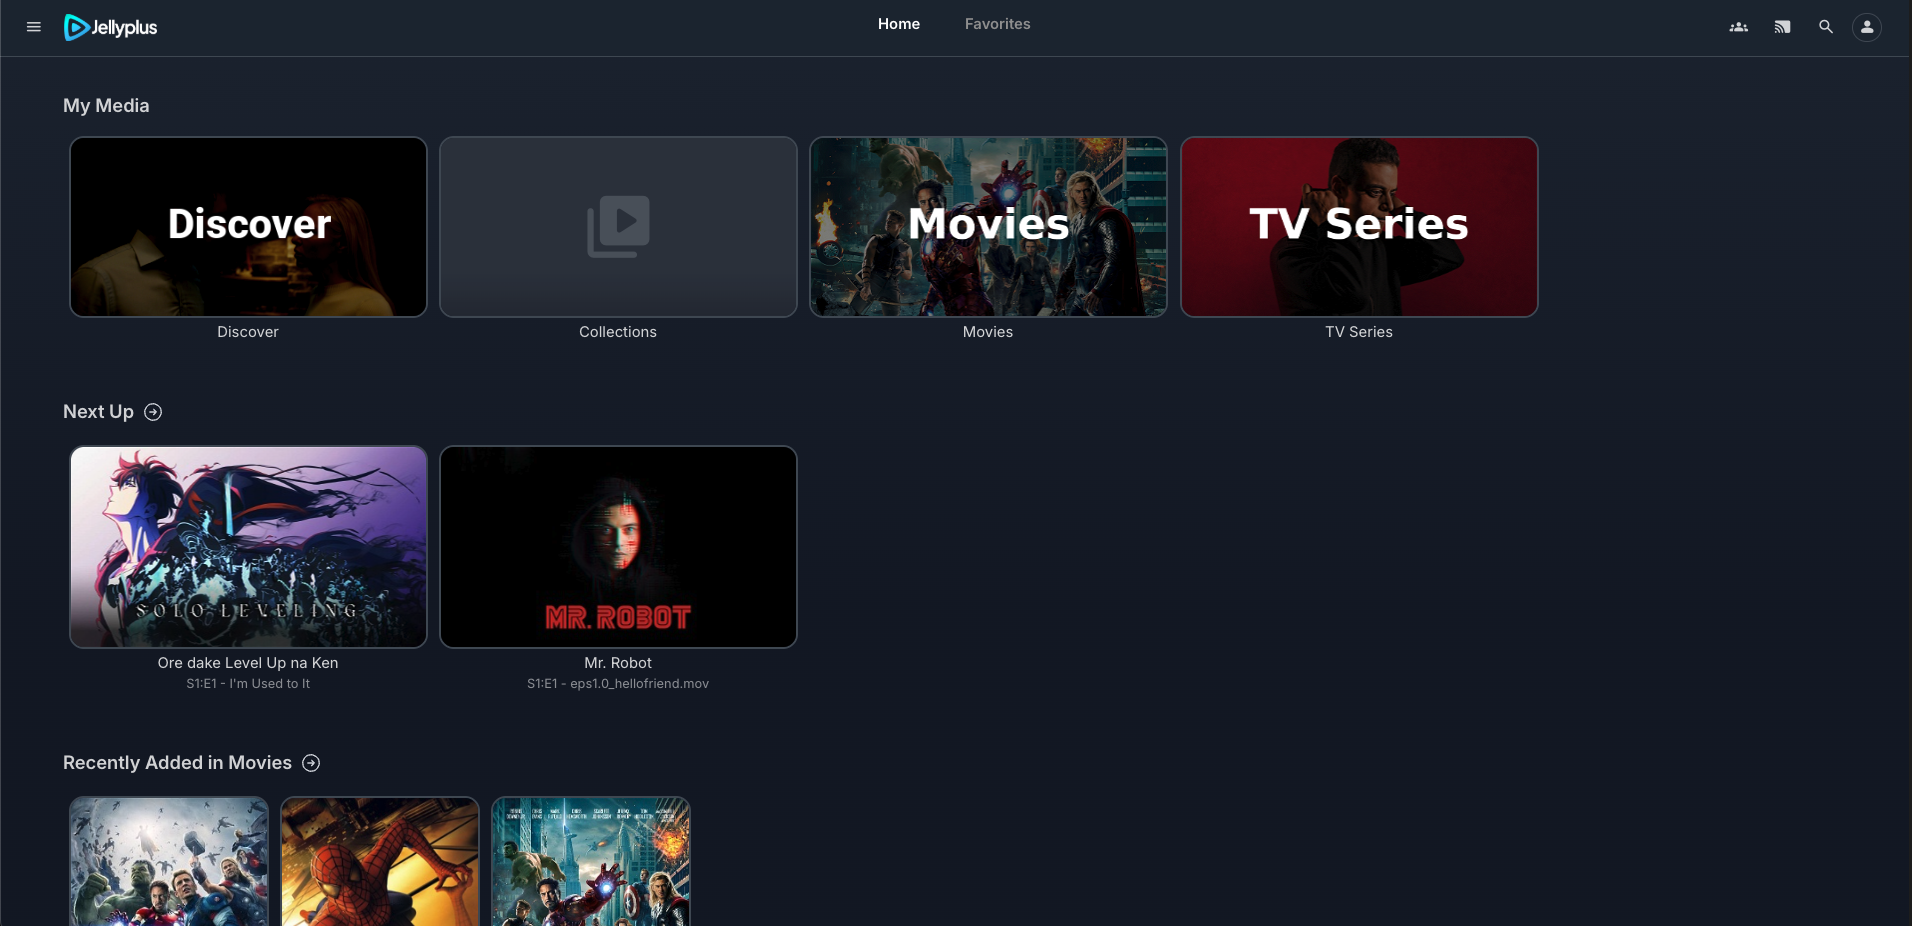 Jellyplus
Home
Favorites
My Media
Discover
Movies
TV Series
Discover
Collections
Movies
TV Series
Next Up
SOLO LEVELING
MR. ROBOT
Ore dake Level Up na Ken
Mr. Robot
S1:E1 - I'm Used to It
S1:E1 - eps1.0_hellofriend.mov
Recently Added in Movies